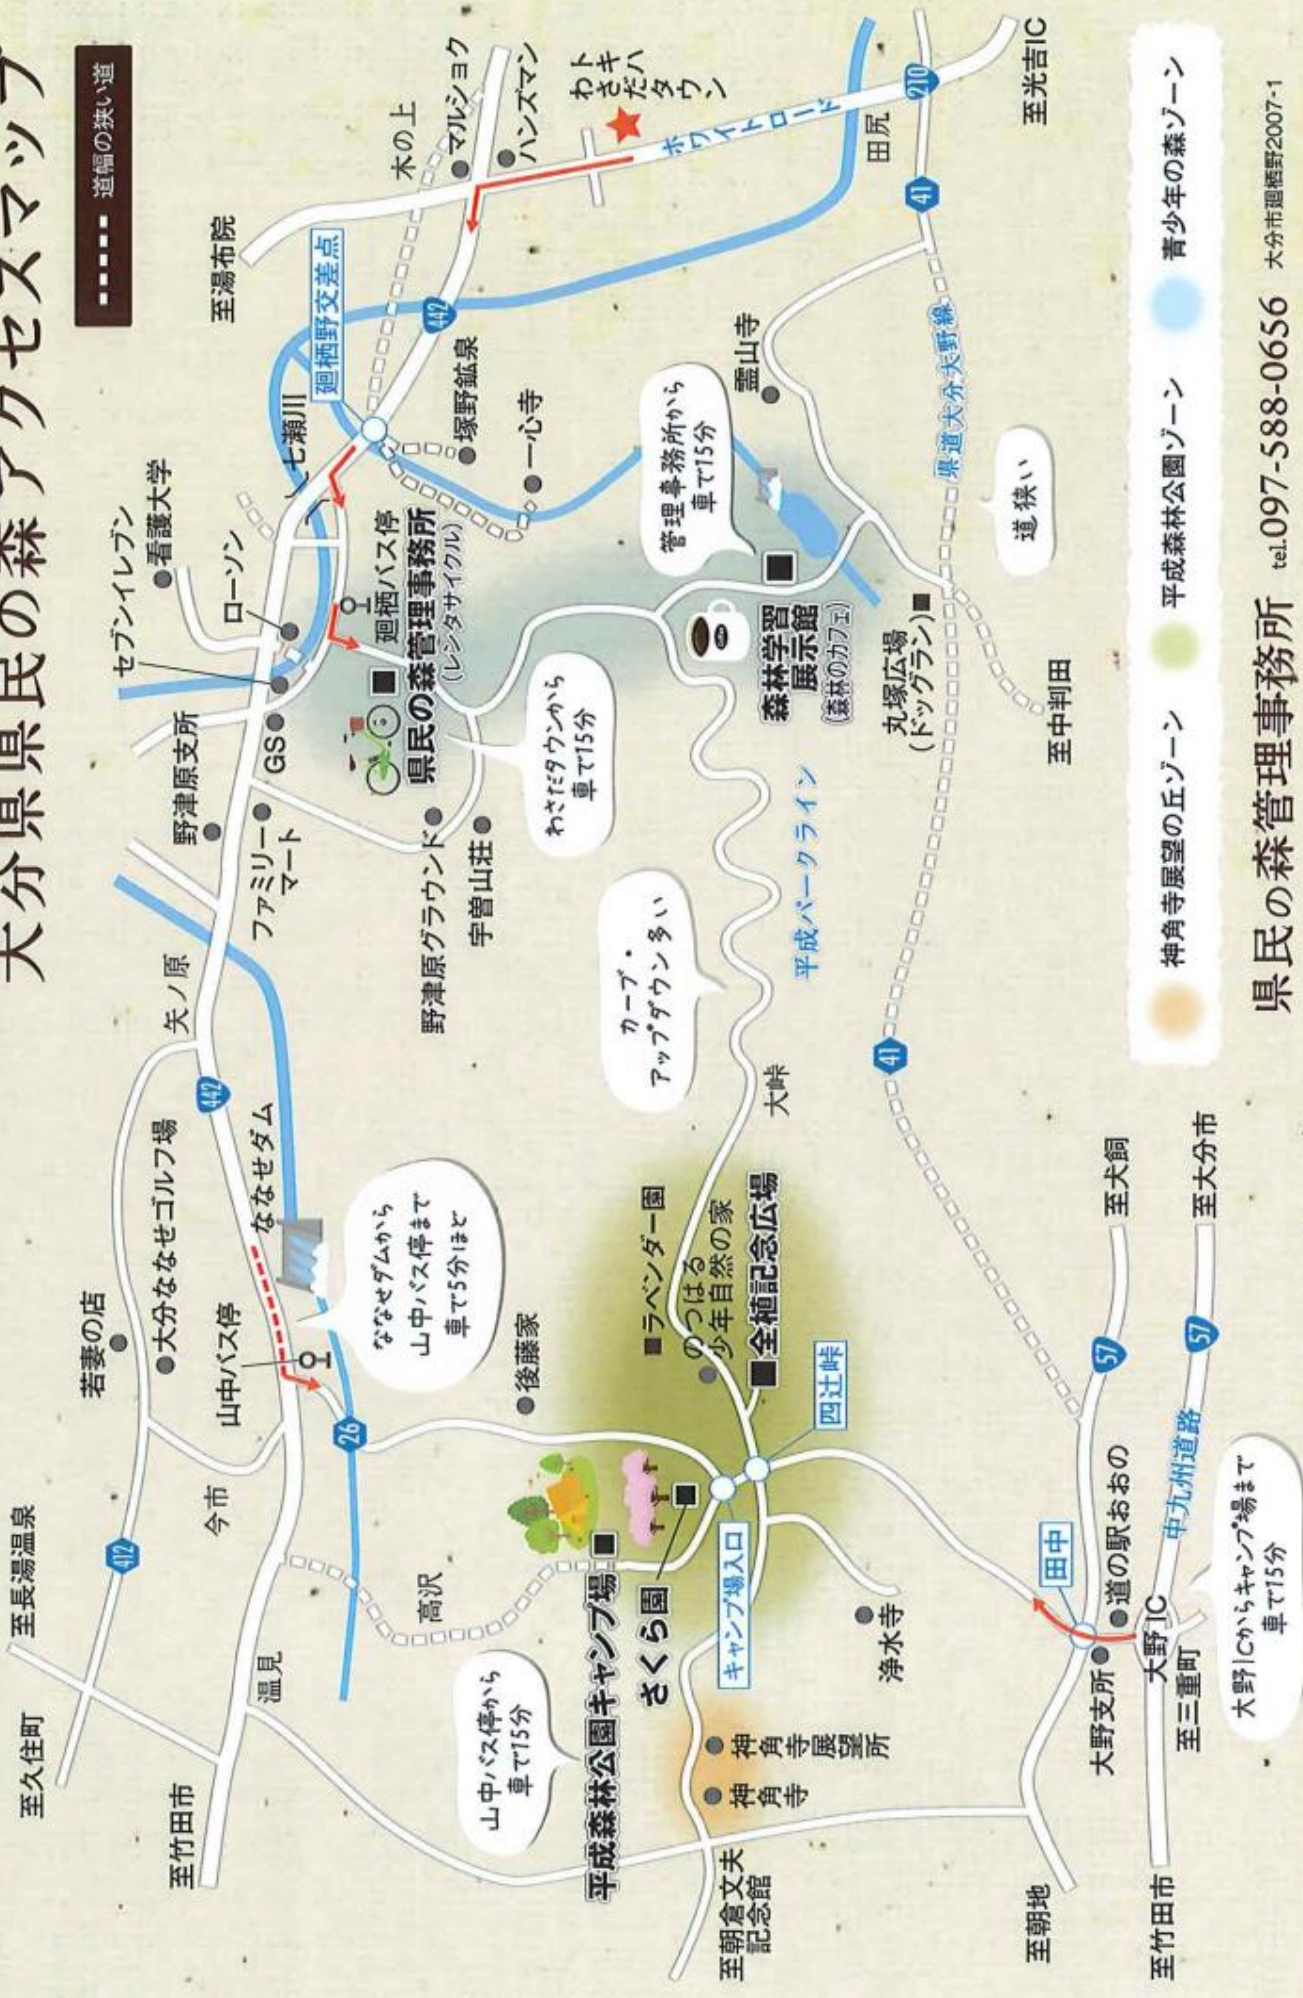 大分県県民の森アクセスマップ
道幅の狭い道
至久住町
至長湯温泉
若妻の店
大分ななせゴルフ場
矢ノ原
野津原支所
セブンイレブン
看護大学
ローソン
七瀬川
廻栖野交差点
至湯布院
木の上
マルショク
ハンズマン
トキハ
わさだ
タウン
ホワイトロード
田尻
210
至光吉IC
41
442
塚野鉱泉
一心寺
霊山寺
412
今市
山中バス停
ななせダム
442
ファミリー
マート
GS
廻栖バス停
県民の森管理事務所
(レンタサイクル)
野津原グラウンド
宇曽山荘
わさだタウンから
車で15分
管理事務所から
車で15分
森林学習
展示館
(森林のカフェ)
丸塚広場
(ドッグラン)
県道大分大野線
道狭い
至中判田
至竹田市
温見
高沢
26
ななせダムから
山中バス停まで
車で5分ほど
後藤家
カーブ・
アップダウン多い
平成パークライン
大峠
41
山中バス停から
車で15分
平成森林公園キャンプ場
さくら園
キャンプ場入口
ラベンダー園
のつはる
少年自然の家
全植記念広場
四辻峠
神角寺
神角寺展望所
浄水寺
至朝倉文夫
記念館
田中
道の駅おおの
大野支所
大野IC
至三重町
至朝地
至竹田市
57
至犬飼
57
至大分市
中九州道路
大野ICからキャンプ場まで
車で15分
神角寺展望の丘ゾーン
平成森林公園ゾーン
青少年の森ゾーン
県民の森管理事務所 tel.097-588-0656 大分市廻栖野2007-1